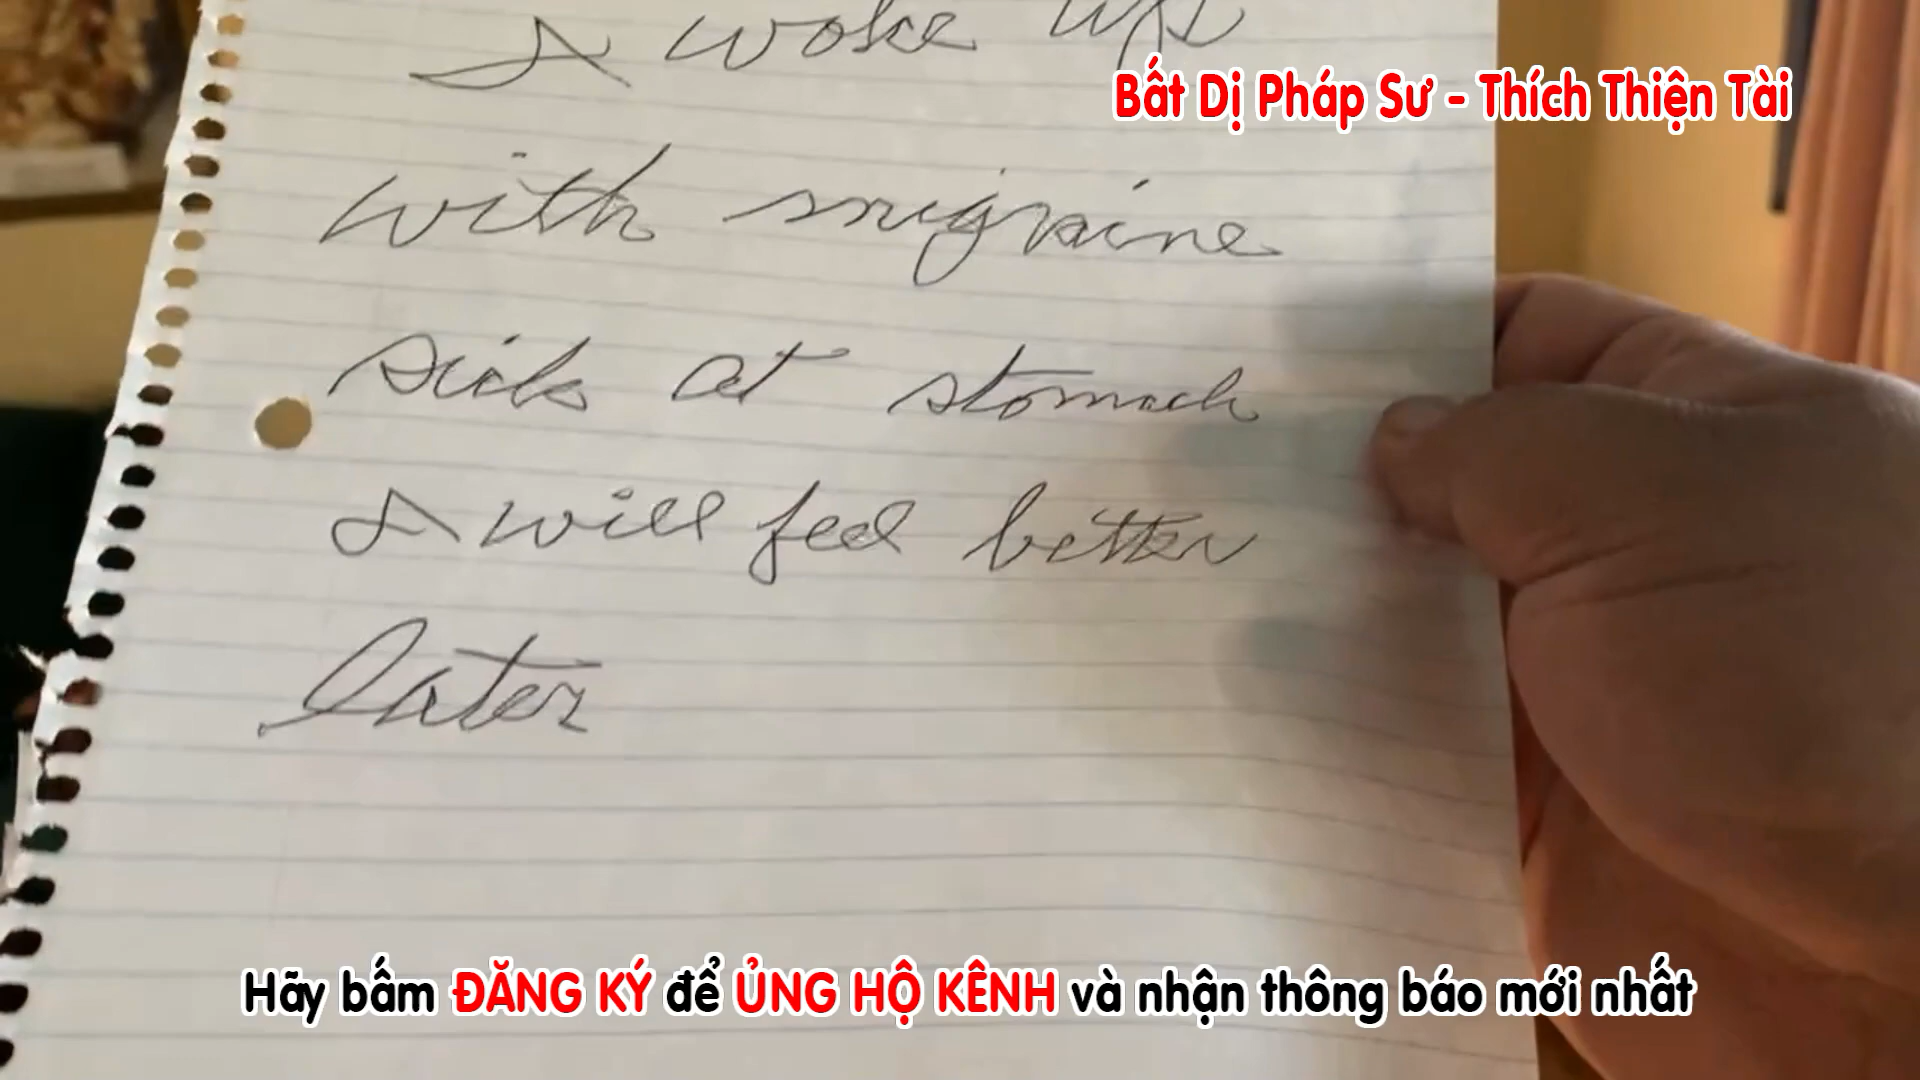 I woke up
Bất Dị Pháp Sư - Thích Thiện Tài
with migraine
sick at stomach
I will feel better
later
Hãy bấm ĐĂNG KÝ để ỦNG HỘ KÊNH và nhận thông báo mới nhất